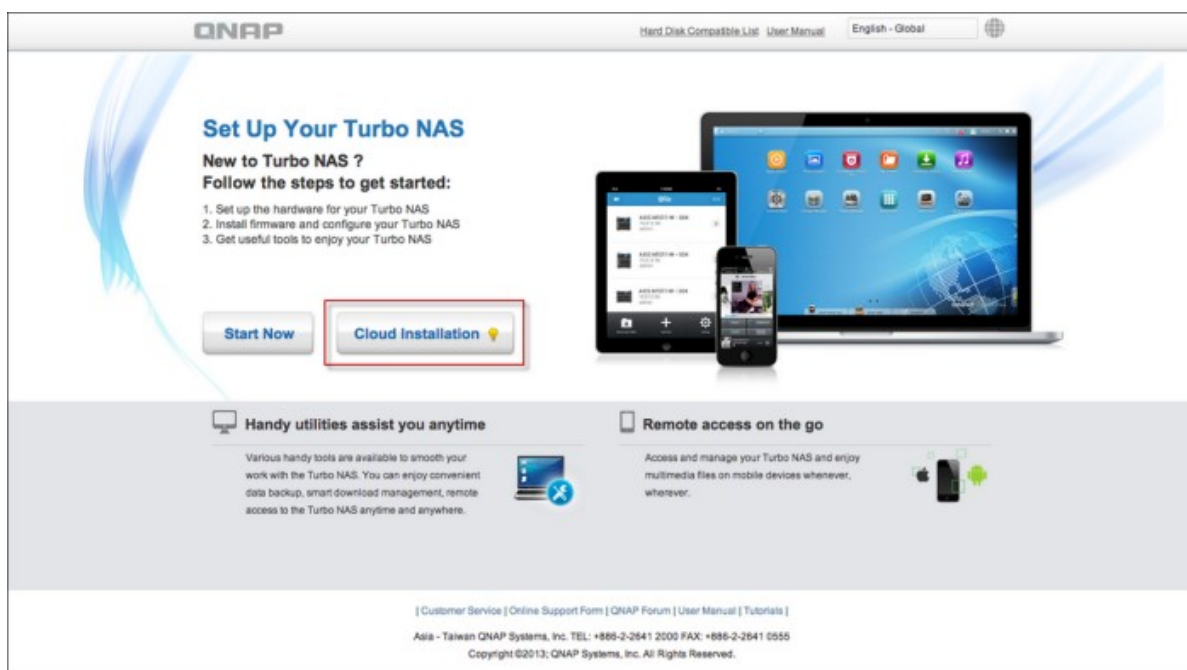 QNAP
Hard Disk Compatible List User Manual English - Global
Set Up Your Turbo NAS
New to Turbo NAS ?
Follow the steps to get started:
1. Set up the hardware for your Turbo NAS
2. Install firmware and configure your Turbo NAS
3. Get useful tools to enjoy your Turbo NAS
Start Now
Cloud Installation
Handy utilities assist you anytime
Various handy tools are available to smooth your
work with the Turbo NAS. You can enjoy convenient
data backup, smart download management, remote
access to the Turbo NAS anytime and anywhere.
Remote access on the go
Access and manage your Turbo NAS and enjoy
multimedia files on mobile devices whenever,
wherever.
| Customer Service | Online Support Form | QNAP Forum | User Manual | Tutorials |
Asia - Taiwan QNAP Systems, Inc. TEL: +886-2-2641 2000 FAX: +886-2-2641 0555
Copyright ©2013; QNAP Systems, Inc. All Rights Reserved.